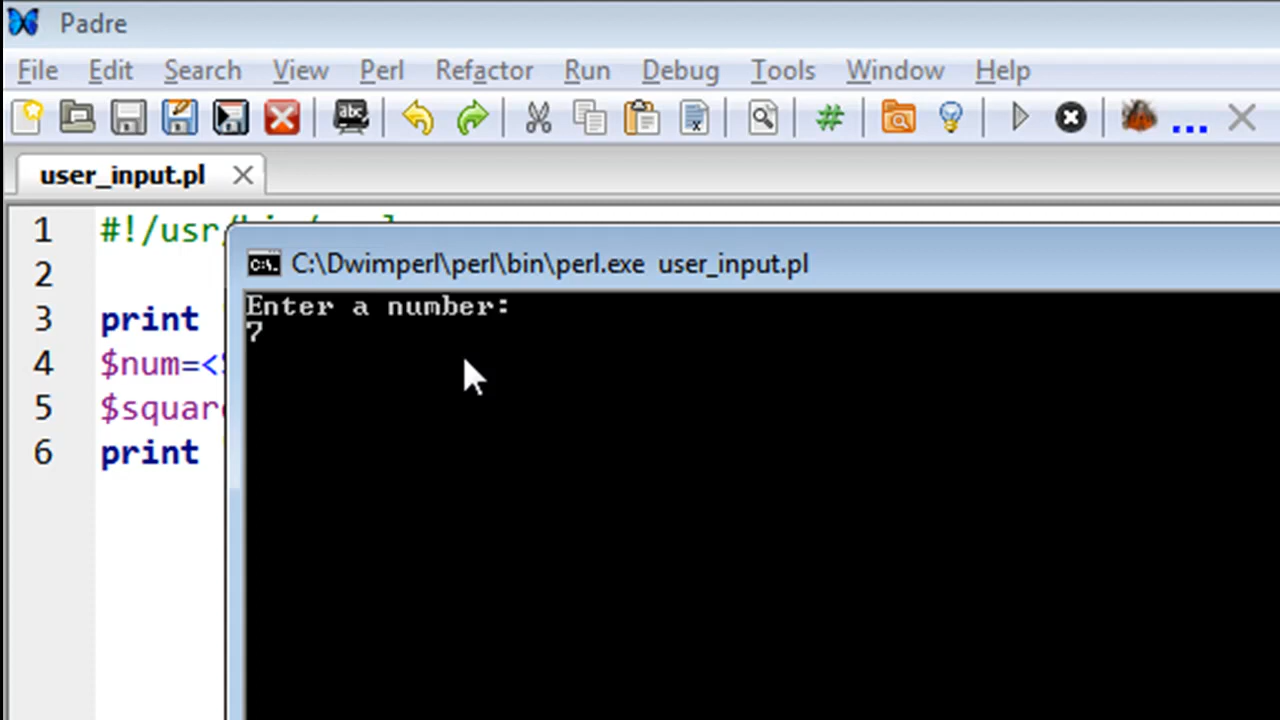 Padre
File Edit Search View Perl Refactor Run Debug Tools Window Help
abc # ...
user_input.pl
1 #!/usr/
2
3 print
4 $num=<
5 $squar
6 print
C:\. C:\Dwimperl\perl\bin\perl.exe user_input.pl
Enter a number:
7